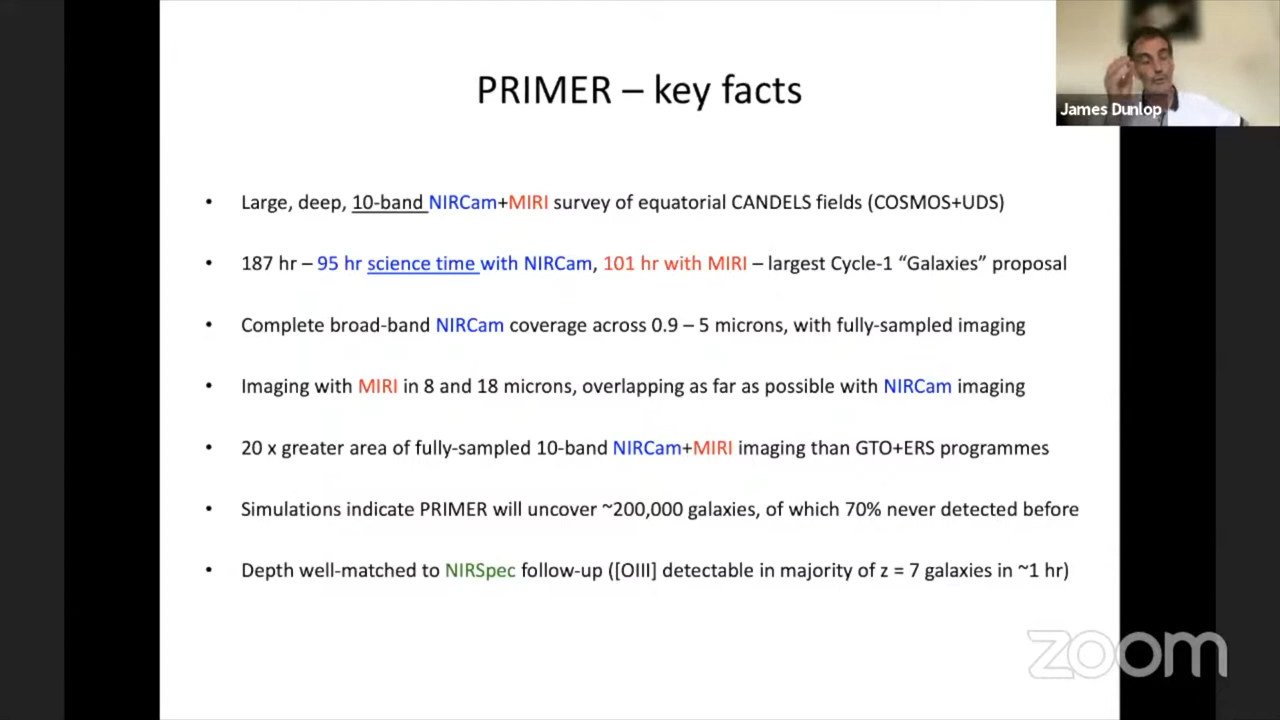 PRIMER – key facts
James Dunlop
• Large, deep, 10-band NIRCam+MIRI survey of equatorial CANDELS fields (COSMOS+UDS)
• 187 hr – 95 hr science time with NIRCam, 101 hr with MIRI – largest Cycle-1 “Galaxies” proposal
• Complete broad-band NIRCam coverage across 0.9 – 5 microns, with fully-sampled imaging
• Imaging with MIRI in 8 and 18 microns, overlapping as far as possible with NIRCam imaging
• 20 x greater area of fully-sampled 10-band NIRCam+MIRI imaging than GTO+ERS programmes
• Simulations indicate PRIMER will uncover ~200,000 galaxies, of which 70% never detected before
• Depth well-matched to NIRSpec follow-up ([OIII] detectable in majority of z = 7 galaxies in ~1 hr)
zoom